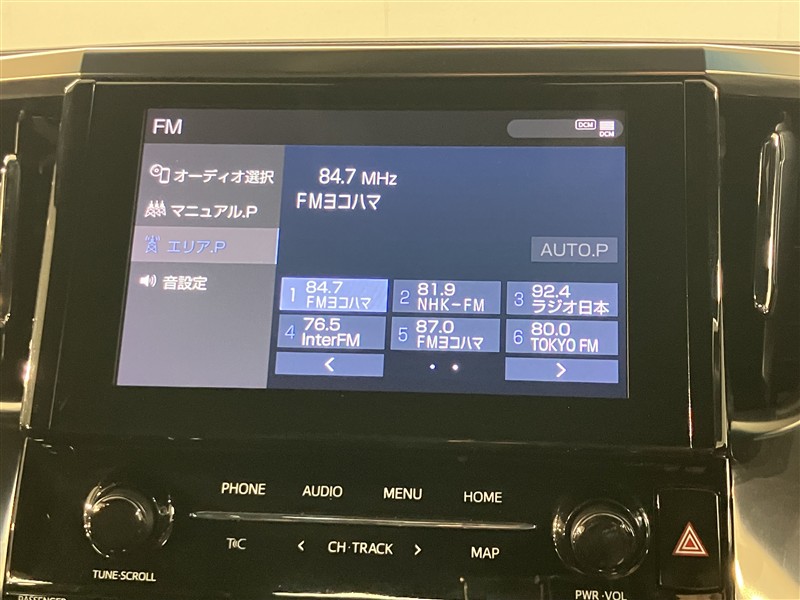 FM
DCM
DCM
オーディオ選択
マニュアル.P
エリア.P
音設定
84.7 MHz
FMヨコハマ
AUTO.P
1 84.7 FMヨコハマ
2 81.9 NHK-FM
3 92.4 ラジオ日本
4 76.5 InterFM
5 87.0 FMヨコハマ
6 80.0 TOKYO FM
< >
PHONE AUDIO MENU HOME
T&C < CH·TRACK > MAP
TUNE·SCROLL
PWR·VOL
PASSENGER